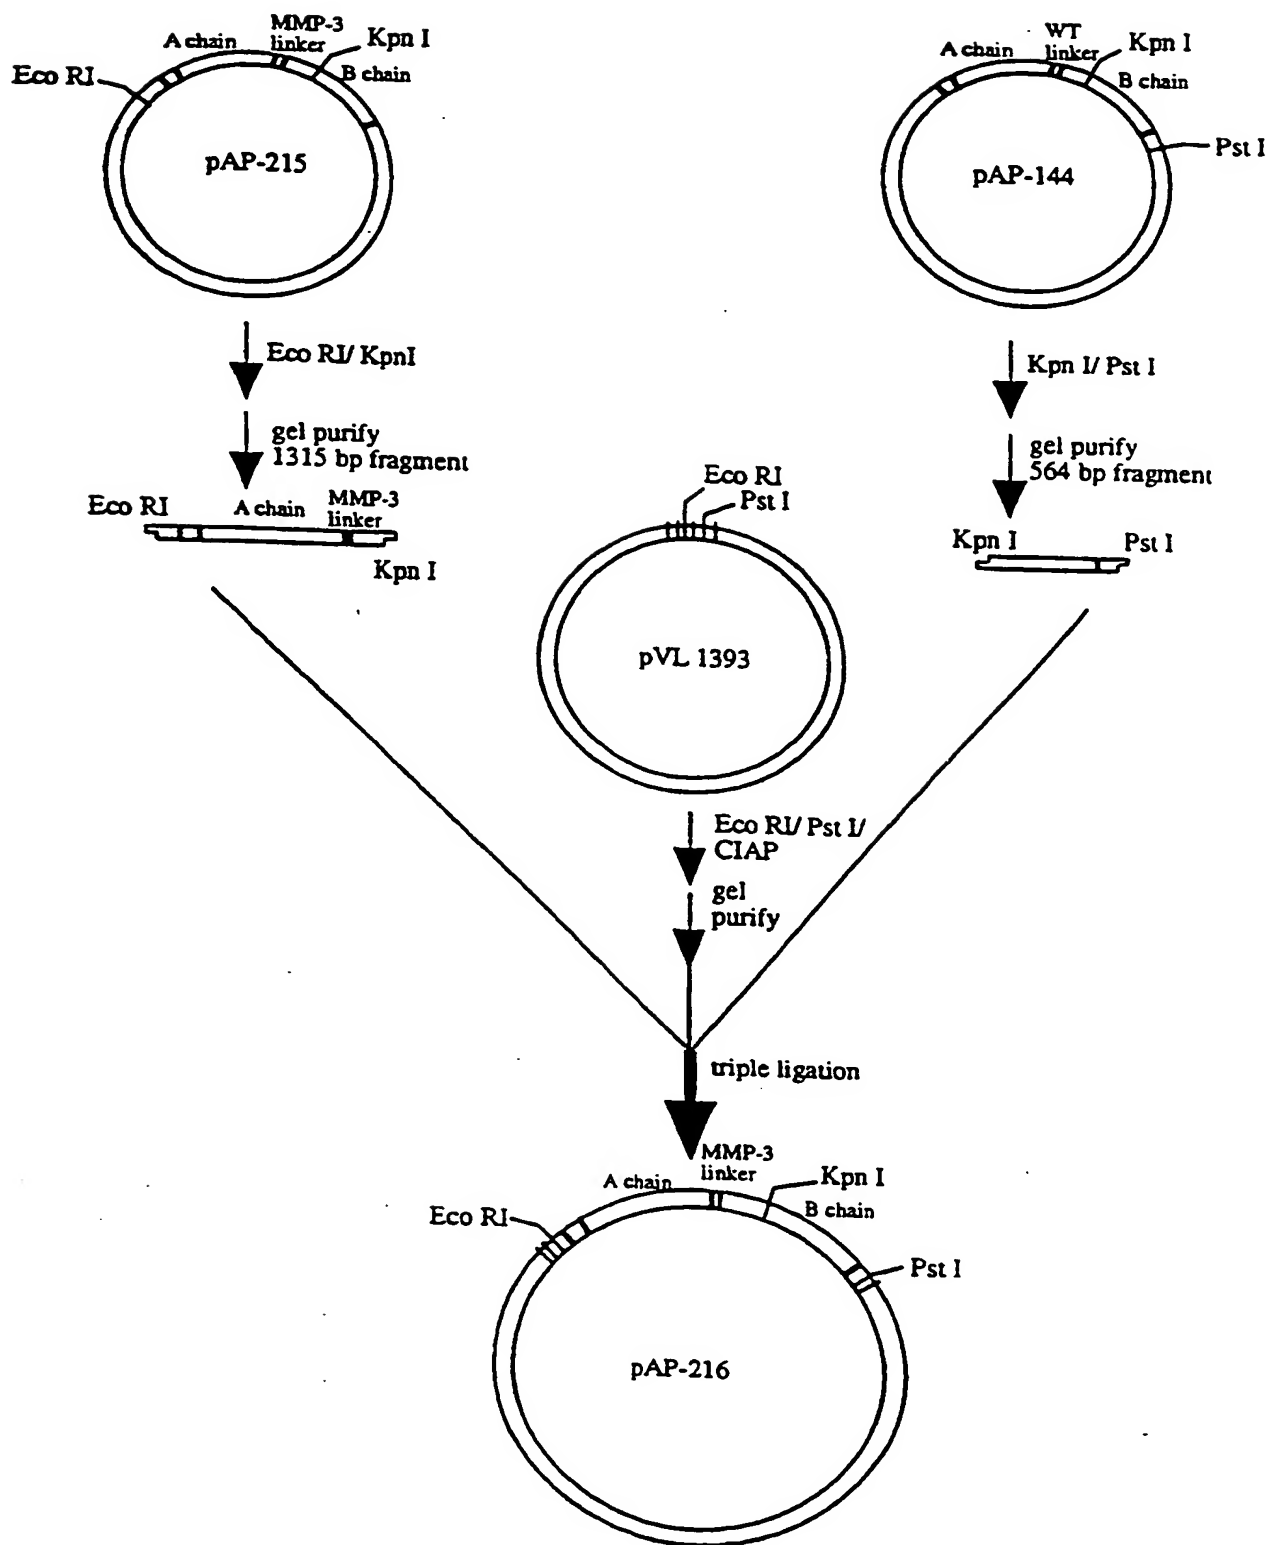 MMP-3
linker
A chain
Kpn I
Eco RI
B chain
pAP-215
WT
linker
A chain
Kpn I
B chain
Pst I
pAP-144
Eco RI/ KpnI
gel purify
1315 bp fragment
Kpn I/ Pst I
gel purify
564 bp fragment
Eco RI
A chain
MMP-3
linker
Kpn I
Kpn I
Pst I
Eco RI
Pst I
pVL 1393
Eco RI/ Pst I/
CIAP
gel
purify
triple ligation
MMP-3
linker
A chain
Kpn I
B chain
Eco RI
Pst I
pAP-216